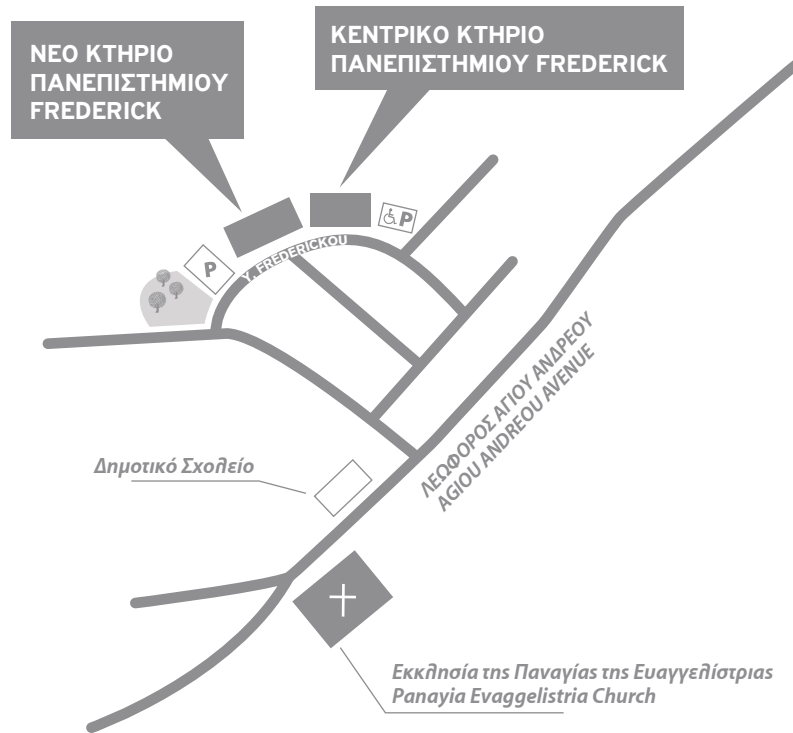 ΝΕΟ ΚΤΗΡΙΟ
ΠΑΝΕΠΙΣΤΗΜΙΟΥ
FREDERICK
ΚΕΝΤΡΙΚΟ ΚΤΗΡΙΟ
ΠΑΝΕΠΙΣΤΗΜΙΟΥ FREDERICK
P
P
Y. FREDERICKOU
ΛΕΩΦΟΡΟΣ ΑΓΙΟΥ ΑΝΔΡΕΟΥ
AGIOU ANDREOU AVENUE
Δημοτικό Σχολείο
Εκκλησία της Παναγίας της Ευαγγελίστριας
Panayia Evaggelistria Church